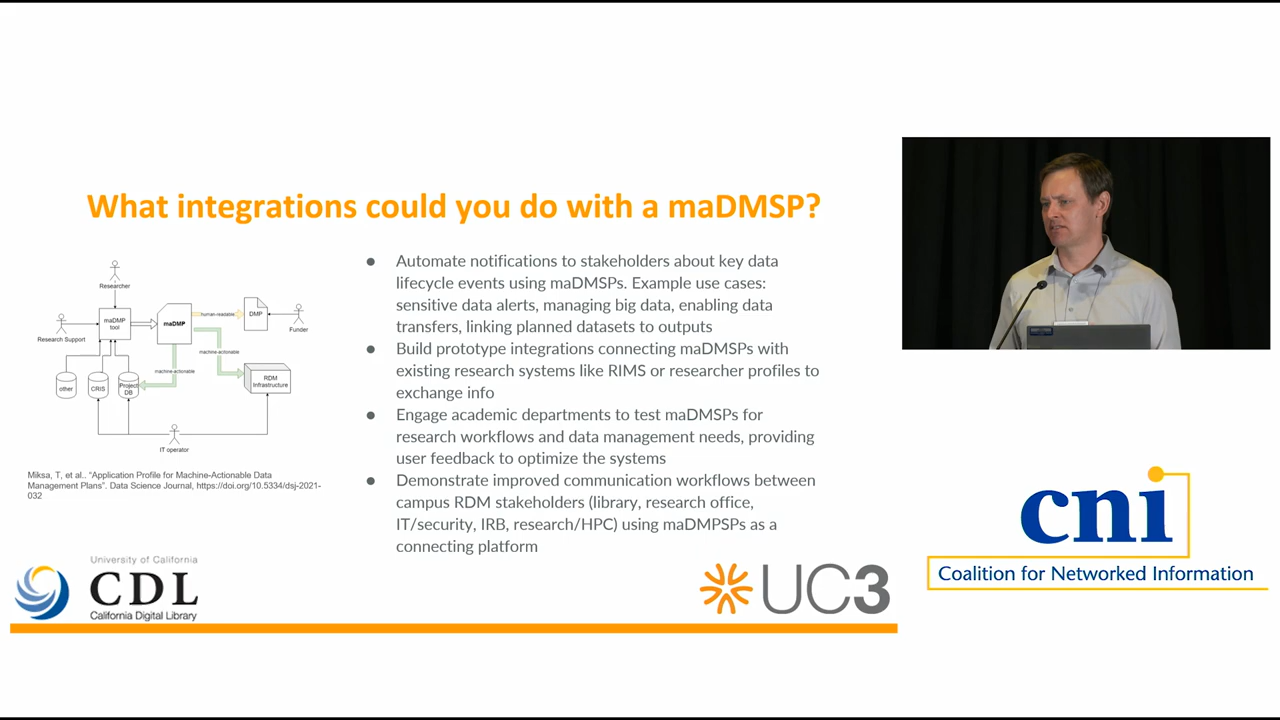 What integrations could you do with a maDMSP?
Researcher
maDMP
tool
maDMP
human-readable
DMP
Research Support
Funder
machine-actionable
machine-actionable
other
CRIS
Project
DB
RDM
Infrastructure
IT operator
Miksa, T, et al.. “Application Profile for Machine-Actionable Data
Management Plans”. Data Science Journal, https://doi.org/10.5334/dsj-2021-
032
● Automate notifications to stakeholders about key data
lifecycle events using maDMSPs. Example use cases:
sensitive data alerts, managing big data, enabling data
transfers, linking planned datasets to outputs
● Build prototype integrations connecting maDMSPs with
existing research systems like RIMS or researcher profiles to
exchange info
● Engage academic departments to test maDMSPs for
research workflows and data management needs, providing
user feedback to optimize the systems
● Demonstrate improved communication workflows between
campus RDM stakeholders (library, research office,
IT/security, IRB, research/HPC) using maDMPSPs as a
connecting platform
University of California
CDL
California Digital Library
UC3
cni
Coalition for Networked Information